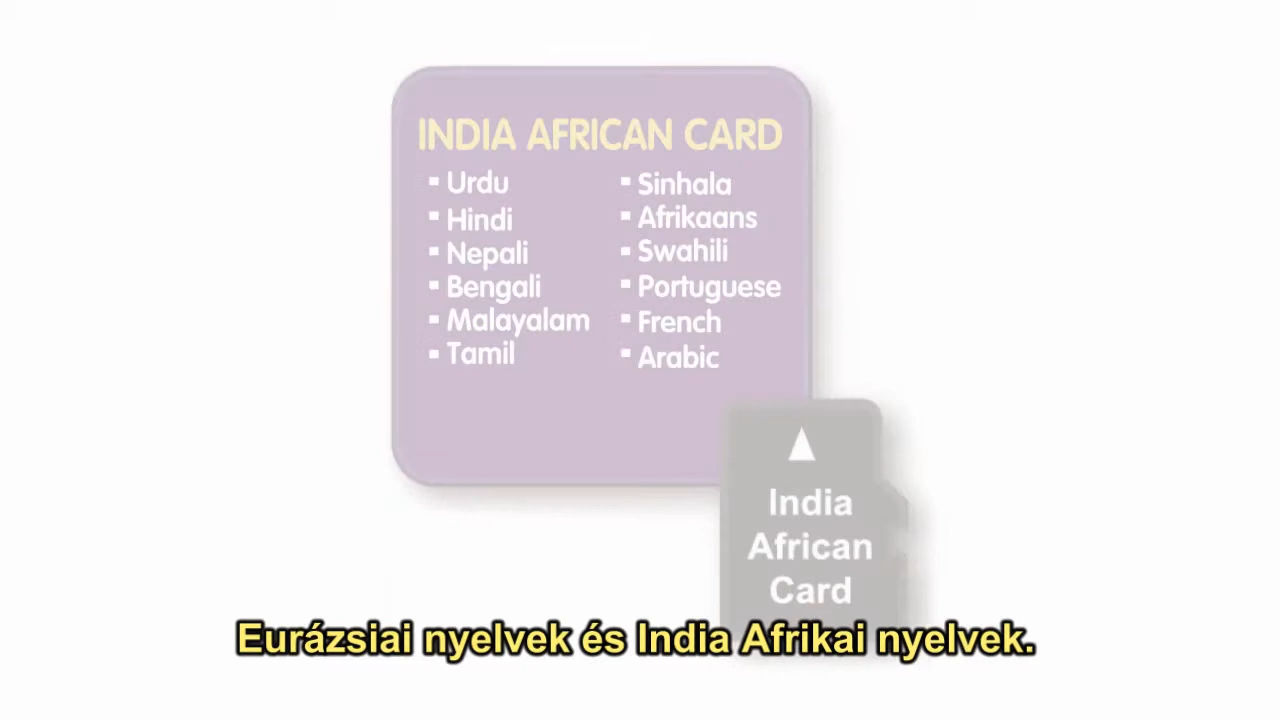 INDIA AFRICAN CARD
▪ Urdu
▪ Hindi
▪ Nepali
▪ Bengali
▪ Malayalam
▪ Tamil
▪ Sinhala
▪ Afrikaans
▪ Swahili
▪ Portuguese
▪ French
▪ Arabic
India
African
Card
Eurázsiai nyelvek és India Afrikai nyelvek.